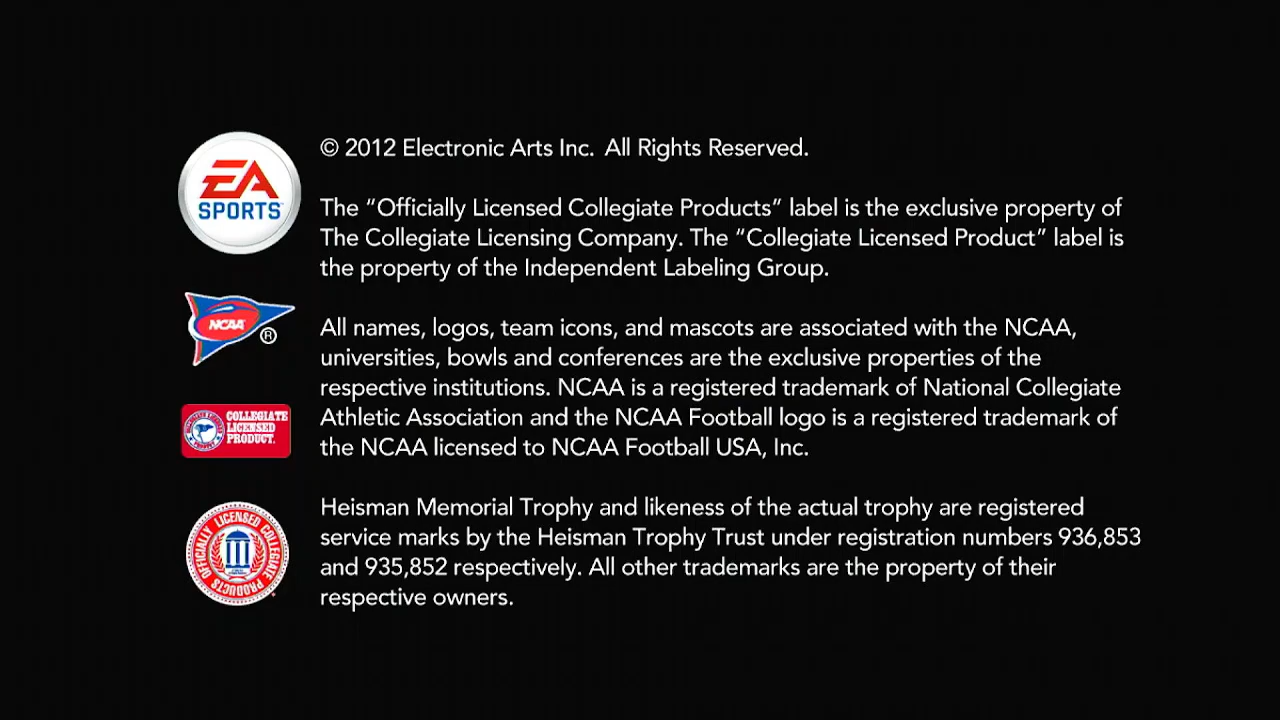 EA
SPORTS
© 2012 Electronic Arts Inc. All Rights Reserved.
The “Officially Licensed Collegiate Products” label is the exclusive property of
The Collegiate Licensing Company. The “Collegiate Licensed Product” label is
the property of the Independent Labeling Group.
NCAA
®
All names, logos, team icons, and mascots are associated with the NCAA,
universities, bowls and conferences are the exclusive properties of the
respective institutions. NCAA is a registered trademark of National Collegiate
Athletic Association and the NCAA Football logo is a registered trademark of
the NCAA licensed to NCAA Football USA, Inc.
COLLEGIATE
LICENSED
PRODUCT.
OFFICIALLY LICENSED COLLEGIATE PRODUCTS
Heisman Memorial Trophy and likeness of the actual trophy are registered
service marks by the Heisman Trophy Trust under registration numbers 936,853
and 935,852 respectively. All other trademarks are the property of their
respective owners.